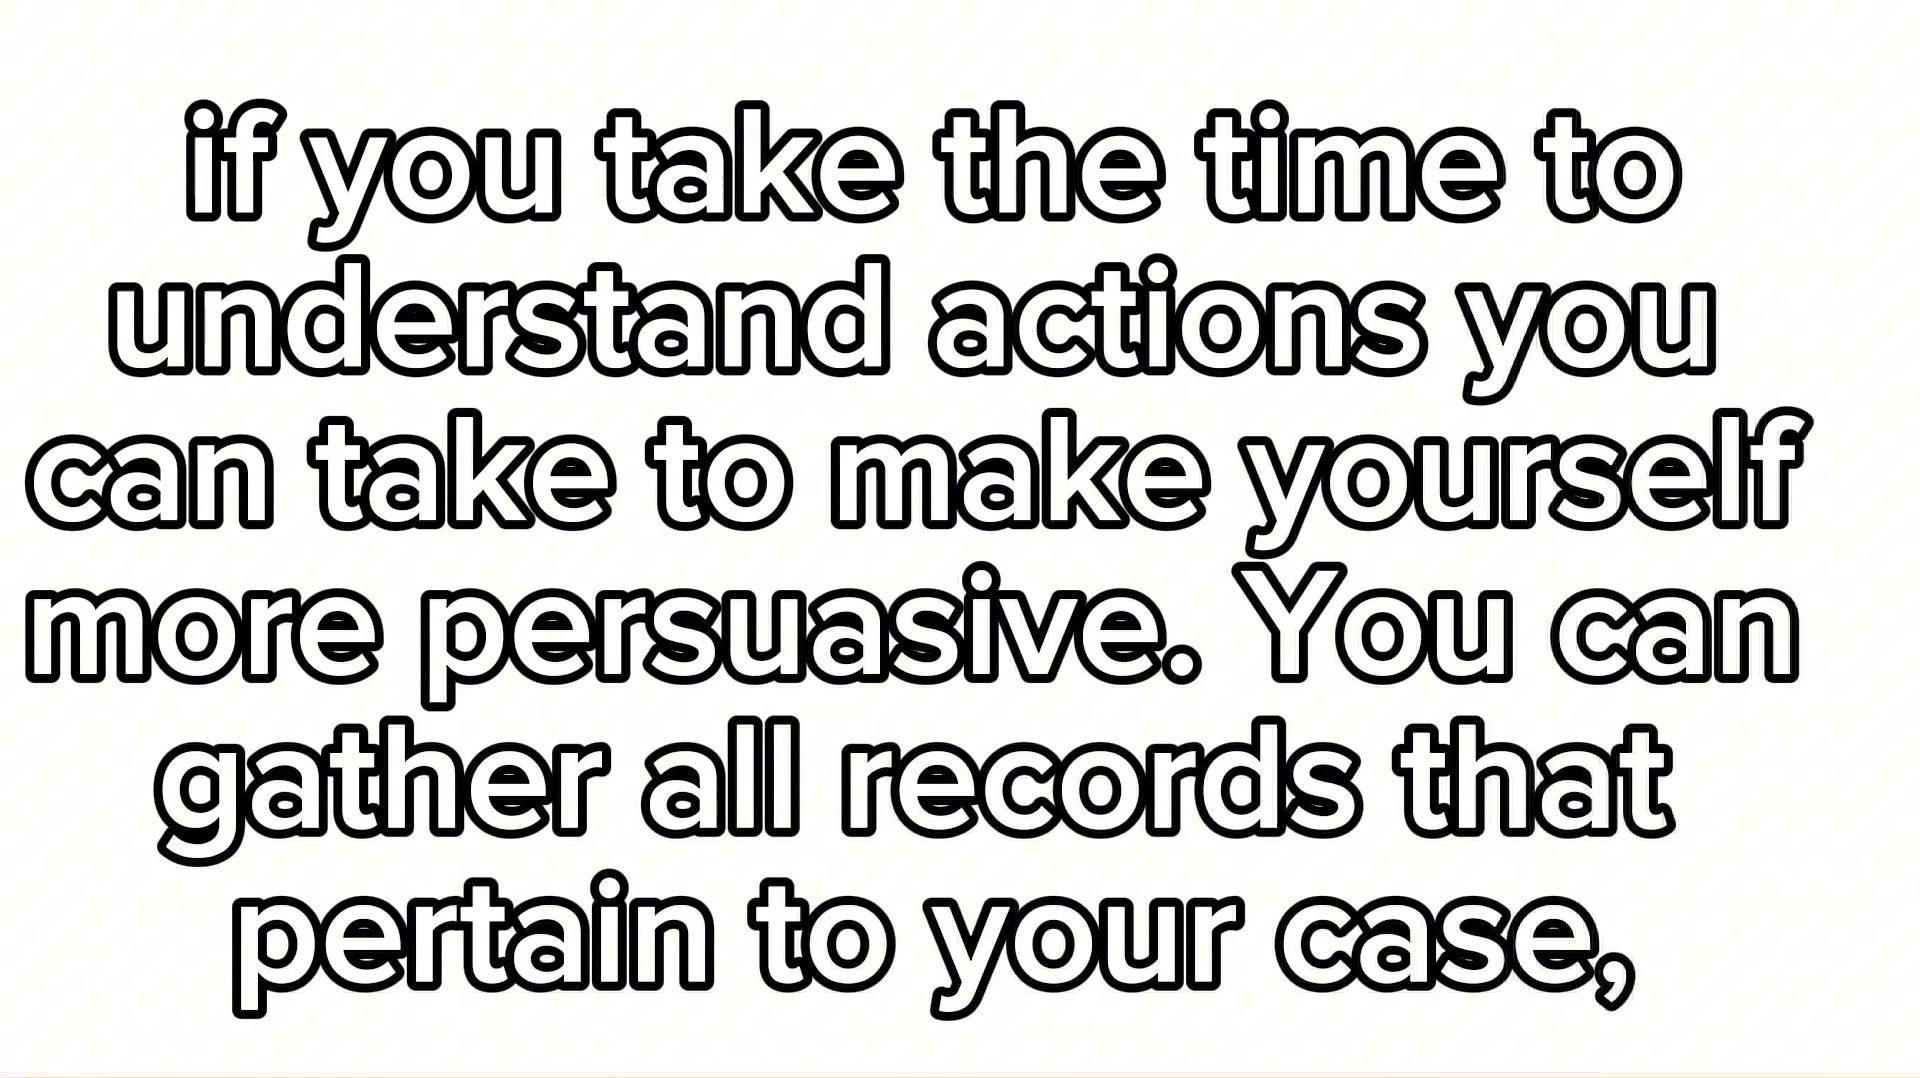 if you take the time to
understand actions you
can take to make yourself
more persuasive. You can
gather all records that
pertain to your case,